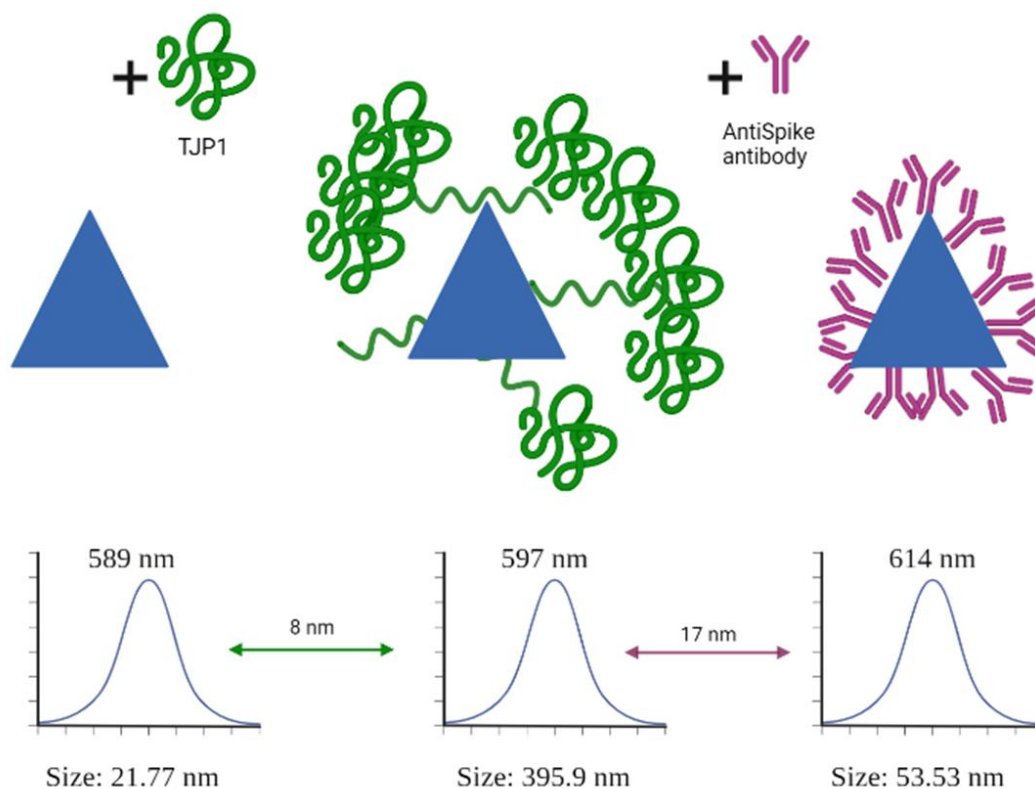 +
TJP1
+
AntiSpike
antibody
589 nm
597 nm
614 nm
8 nm
17 nm
Size: 21.77 nm
Size: 395.9 nm
Size: 53.53 nm